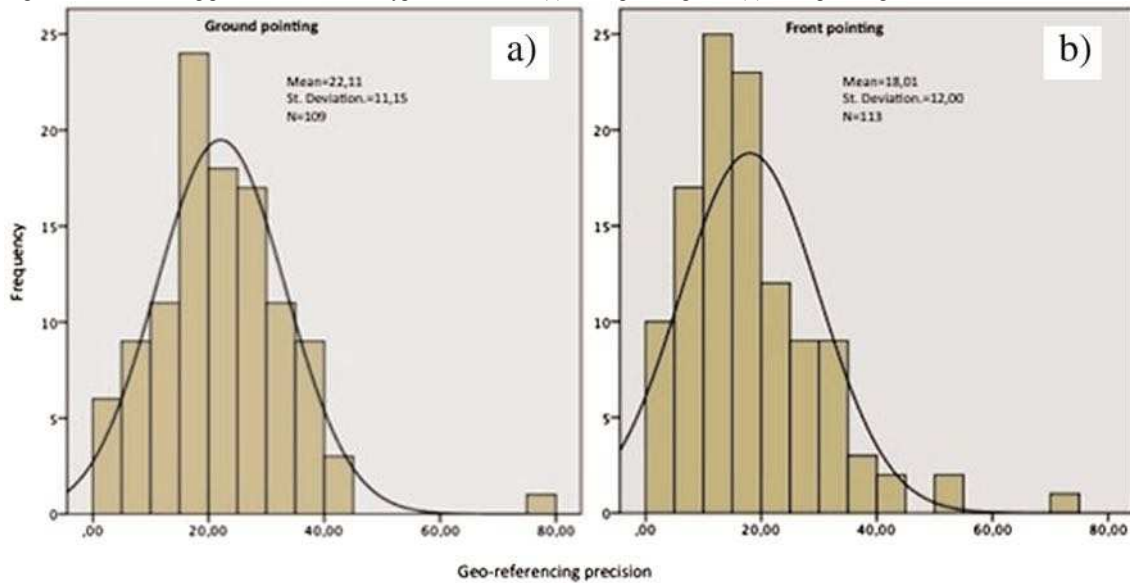 Ground pointing
a)
Mean=22,11
St. Deviation.=11,15
N=109
Front pointing
b)
Mean=18,01
St. Deviation.=12,00
N=113
Frequency
25
20
15
10
5
0
,00
20,00
40,00
60,00
80,00
25
20
15
10
5
0
,00
20,00
40,00
60,00
80,00
Geo-referencing precision